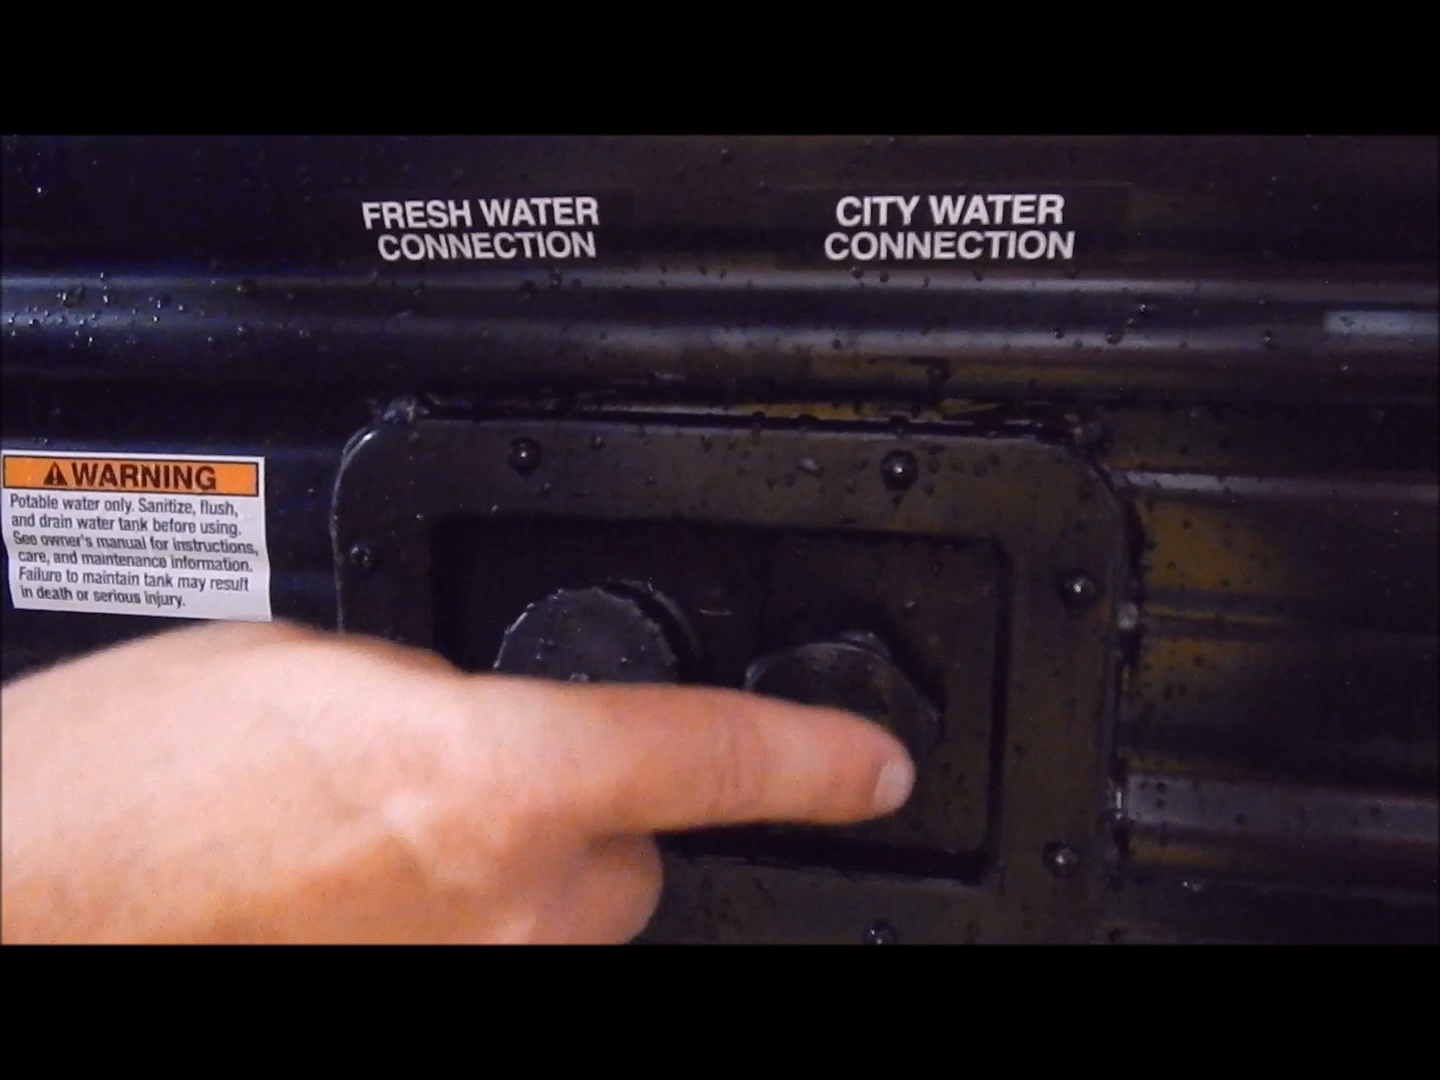 FRESH WATER
CONNECTION
CITY WATER
CONNECTION
WARNING
Potable water only. Sanitize, flush,
and drain water tank before using.
See owner's manual for instructions,
care, and maintenance information.
Failure to maintain tank may result
in death or serious injury.